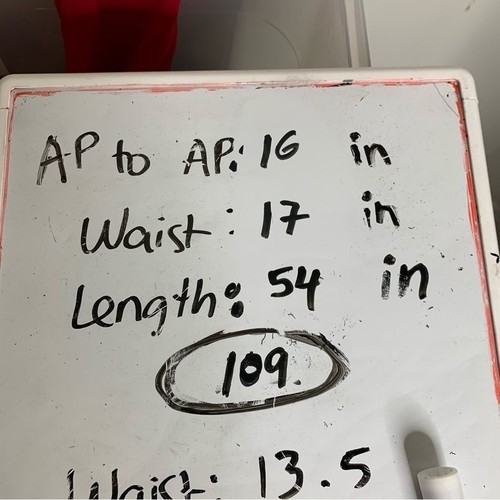 AP to AP: 16 in
Waist: 17 in
Length: 54 in
109
Waist: 13.5